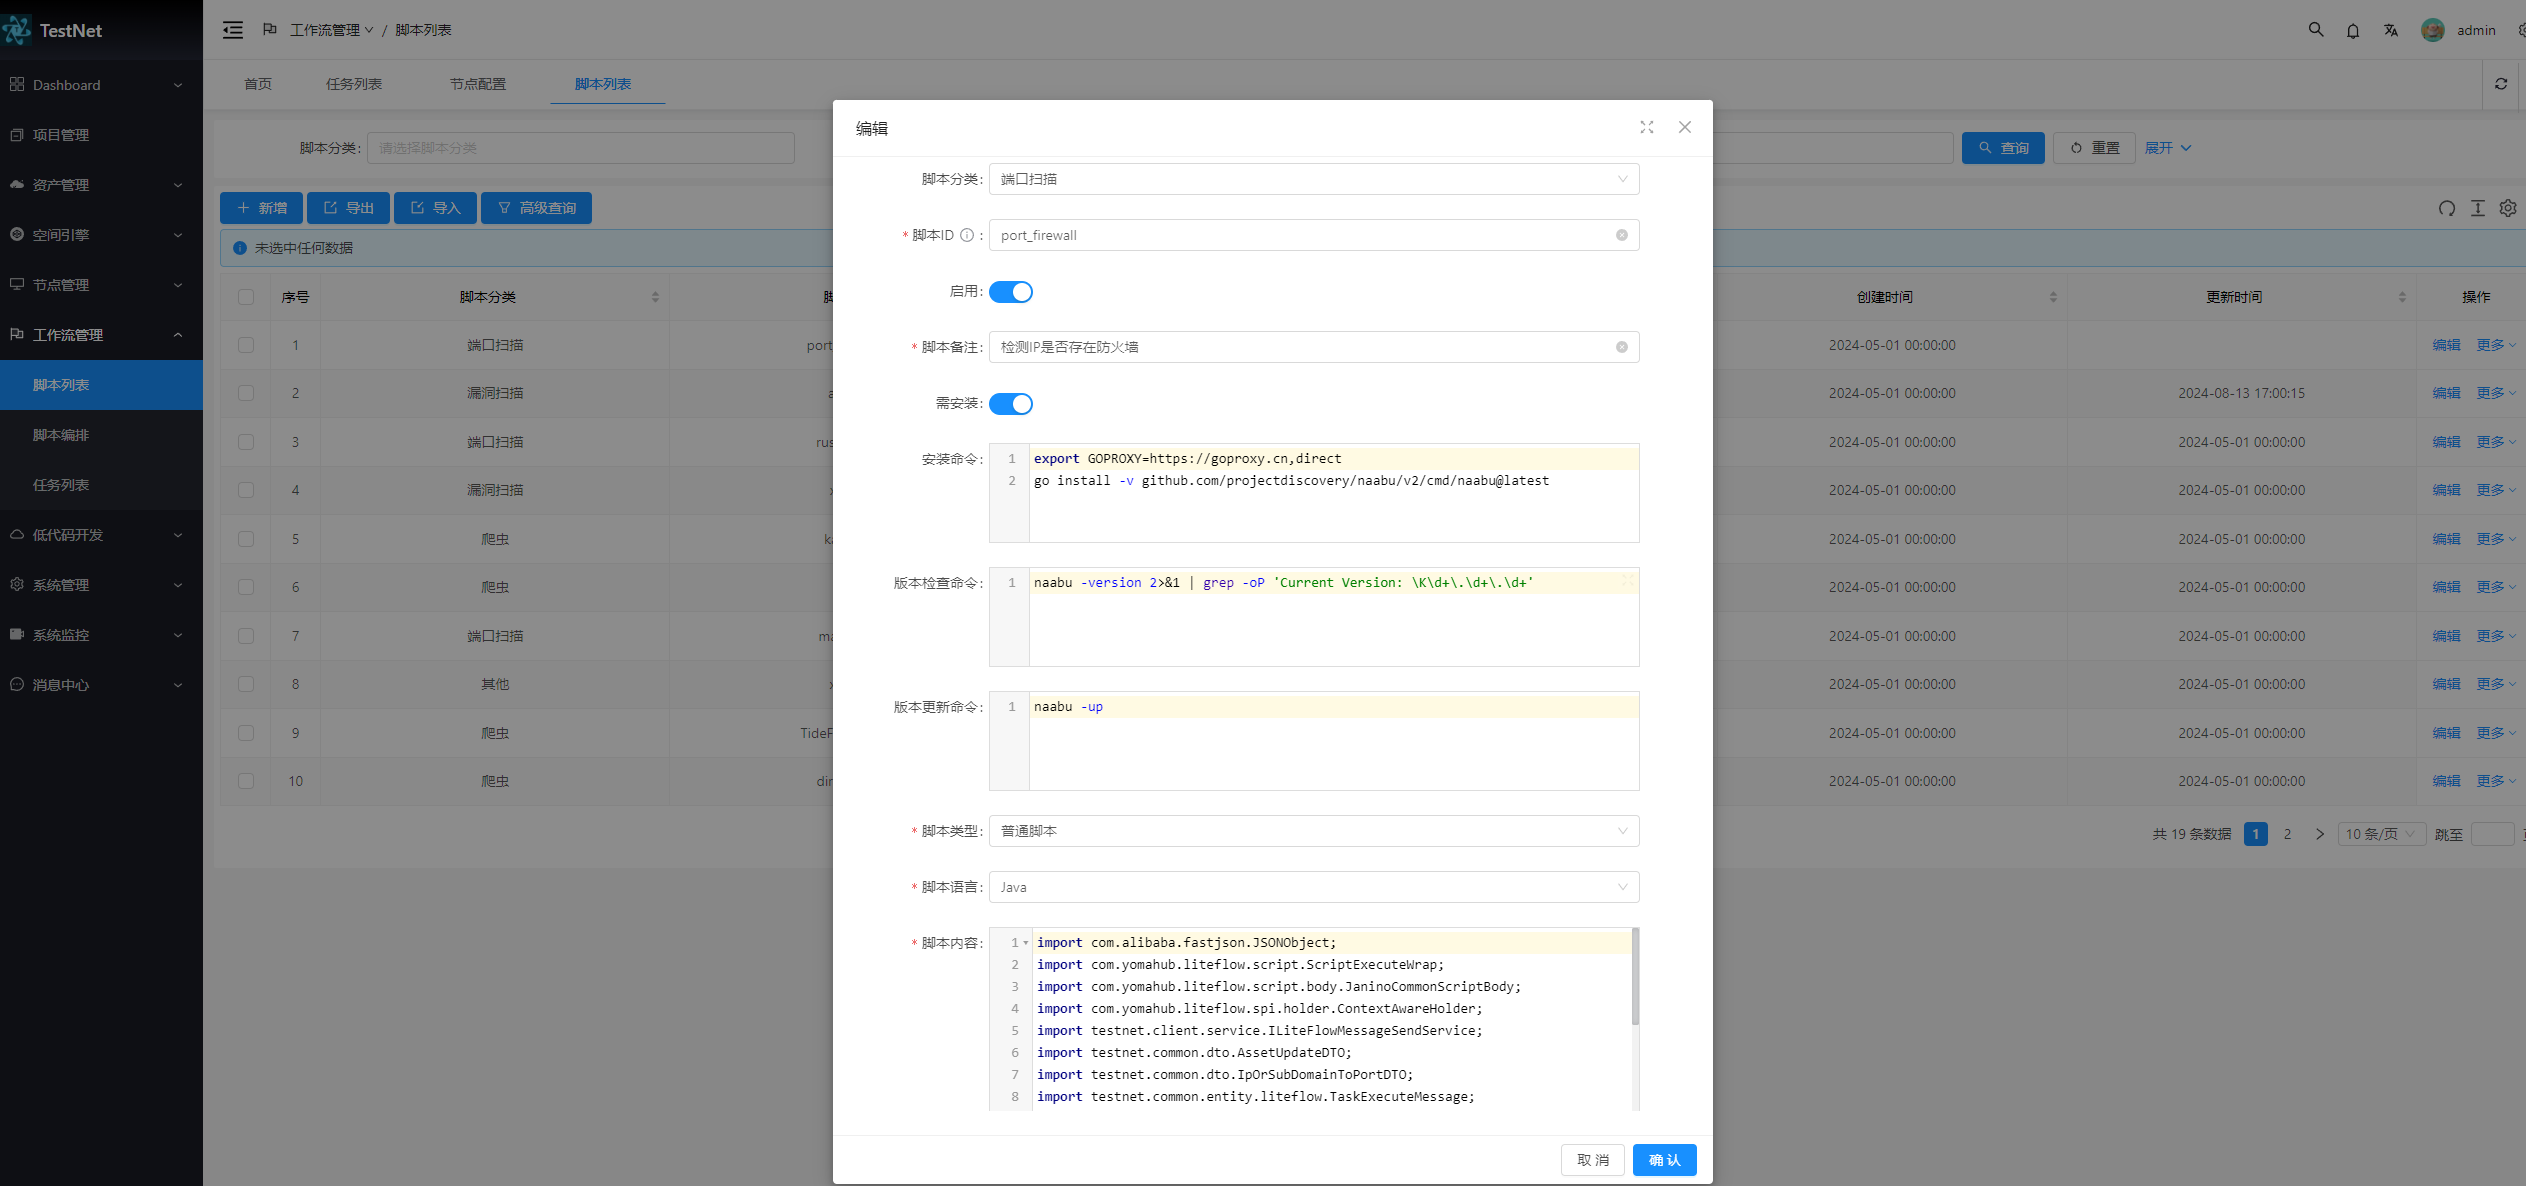 TestNet
工作流管理 / 脚本列表
admin
Dashboard
项目管理
资产管理
空间引擎
节点管理
工作流管理
脚本列表
脚本编排
任务列表
低代码开发
系统管理
系统监控
消息中心
首页 任务列表 节点配置 脚本列表
脚本分类: 请选择脚本分类
查询 重置 展开
新增 导出 导入 高级查询
未选中任何数据
序号 脚本分类 创建时间 更新时间 操作
1 端口扫描 port 2024-05-01 00:00:00 编辑 更多
2 漏洞扫描 a 2024-05-01 00:00:00 2024-08-13 17:00:15 编辑 更多
3 端口扫描 rus 2024-05-01 00:00:00 2024-05-01 00:00:00 编辑 更多
4 漏洞扫描 x 2024-05-01 00:00:00 2024-05-01 00:00:00 编辑 更多
5 爬虫 ka 2024-05-01 00:00:00 2024-05-01 00:00:00 编辑 更多
6 爬虫 2024-05-01 00:00:00 2024-05-01 00:00:00 编辑 更多
7 端口扫描 ma 2024-05-01 00:00:00 2024-05-01 00:00:00 编辑 更多
8 其他 x 2024-05-01 00:00:00 2024-05-01 00:00:00 编辑 更多
9 爬虫 TideF 2024-05-01 00:00:00 2024-05-01 00:00:00 编辑 更多
10 爬虫 dir 2024-05-01 00:00:00 2024-05-01 00:00:00 编辑 更多
共 19 条数据 1 2 10 条/页 跳至
编辑
脚本分类: 端口扫描
* 脚本ID : port_firewall
启用:
* 脚本备注: 检测IP是否存在防火墙
需安装:
安装命令:
1 export GOPROXY=https://goproxy.cn,direct
2 go install -v github.com/projectdiscovery/naabu/v2/cmd/naabu@latest
版本检查命令:
1 naabu -version 2>&1 | grep -oP 'Current Version: \K\d+\.\d+\.\d+'
版本更新命令:
1 naabu -up
* 脚本类型: 普通脚本
* 脚本语言: Java
* 脚本内容:
1 import com.alibaba.fastjson.JSONObject;
2 import com.yomahub.liteflow.script.ScriptExecuteWrap;
3 import com.yomahub.liteflow.script.body.JaninoCommonScriptBody;
4 import com.yomahub.liteflow.spi.holder.ContextAwareHolder;
5 import testnet.client.service.ILiteFlowMessageSendService;
6 import testnet.common.dto.AssetUpdateDTO;
7 import testnet.common.dto.IpOrSubDomainToPortDTO;
8 import testnet.common.entity.liteflow.TaskExecuteMessage;
取 消 确 认